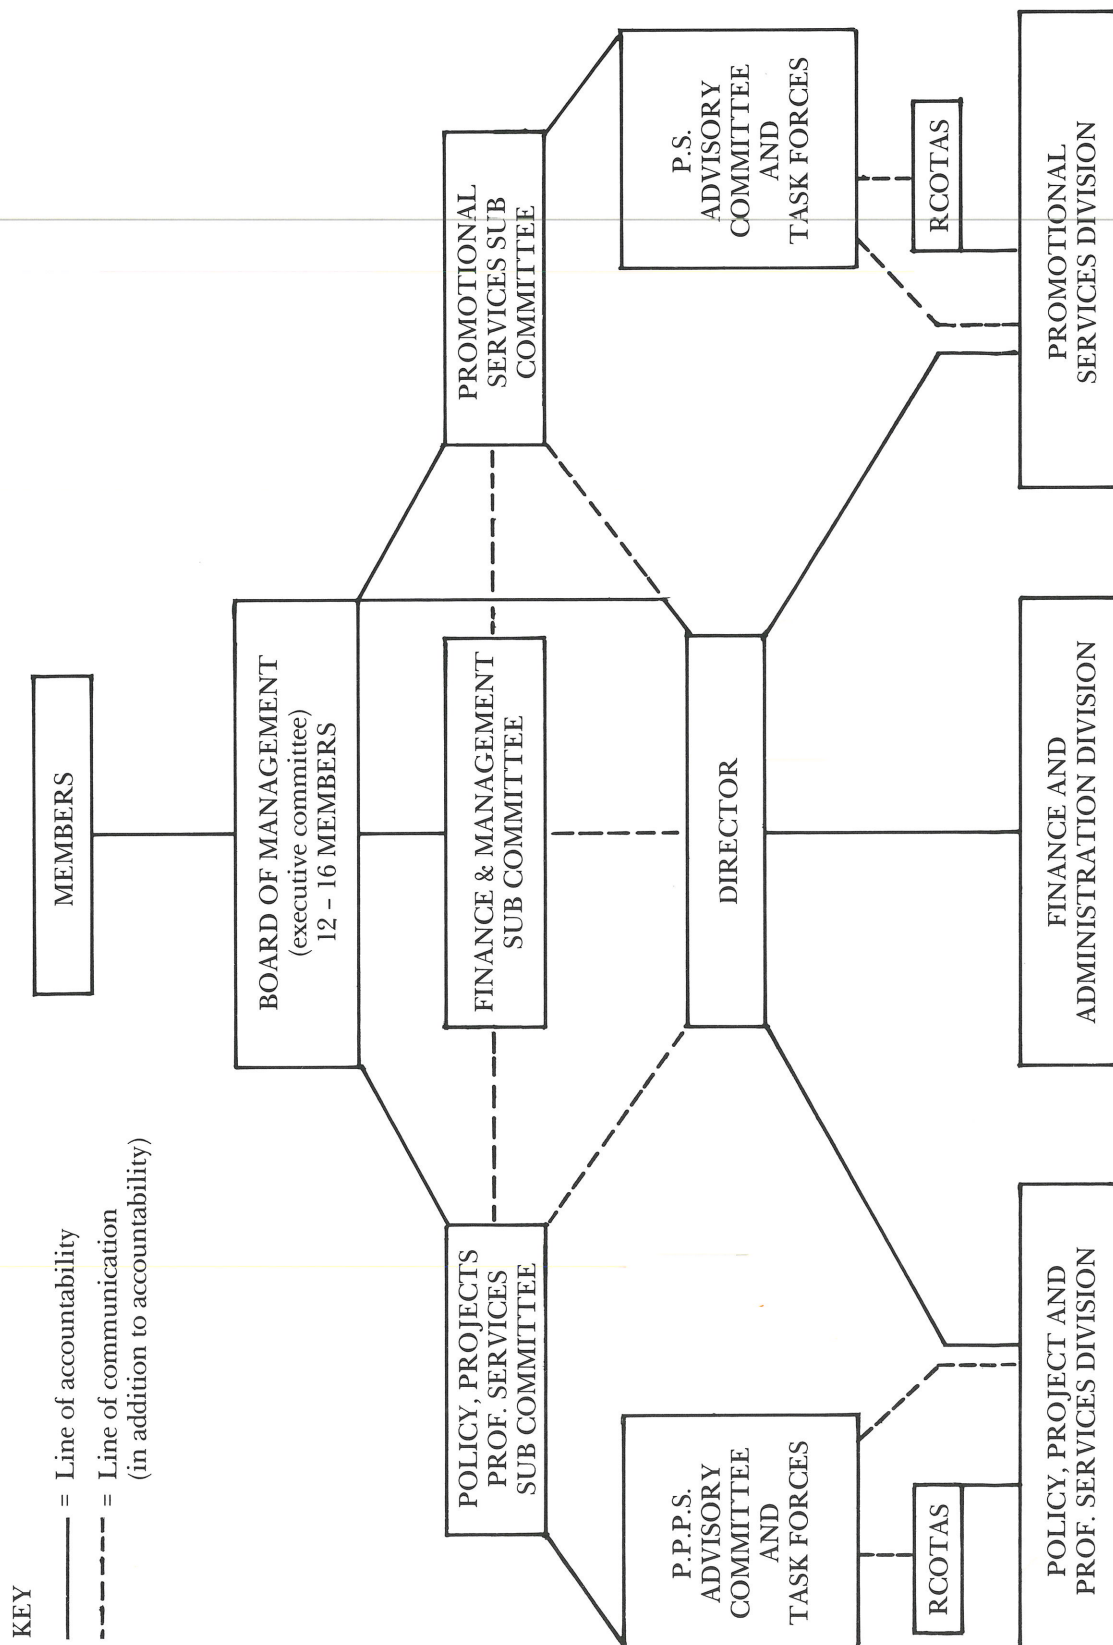 KEY
= Line of accountability
= Line of communication
(in addition to accountability)
MEMBERS
BOARD OF MANAGEMENT
(executive committee)
12 – 16 MEMBERS
POLICY, PROJECTS
PROF. SERVICES
SUB COMMITTEE
FINANCE & MANAGEMENT
SUB COMMITTEE
PROMOTIONAL
SERVICES SUB
COMMITTEE
P.P.P.S.
ADVISORY
COMMITTEE
AND
TASK FORCES
DIRECTOR
P.S.
ADVISORY
COMMITTEE
AND
TASK FORCES
RCOTAS
RCOTAS
POLICY, PROJECT AND
PROF. SERVICES DIVISION
FINANCE AND
ADMINISTRATION DIVISION
PROMOTIONAL
SERVICES DIVISION